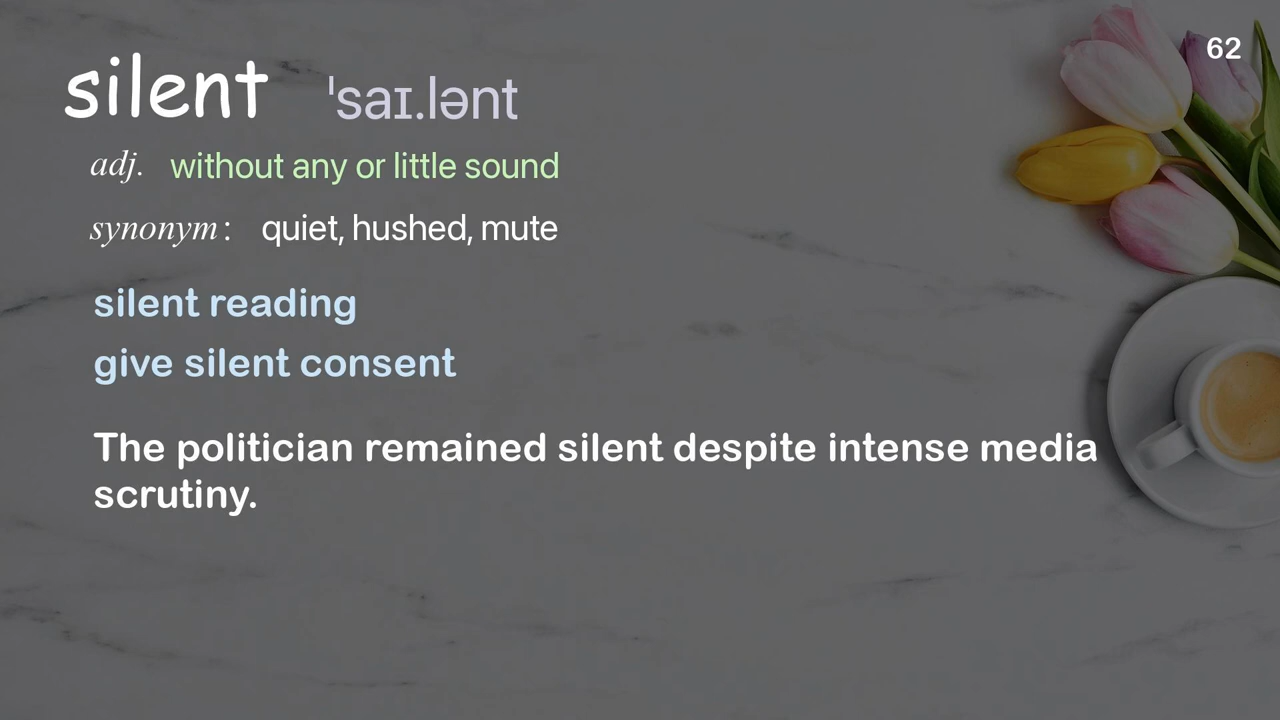 62
silent ˈsaɪ.lənt
adj. without any or little sound
synonym: quiet, hushed, mute
silent reading
give silent consent
The politician remained silent despite intense media
scrutiny.